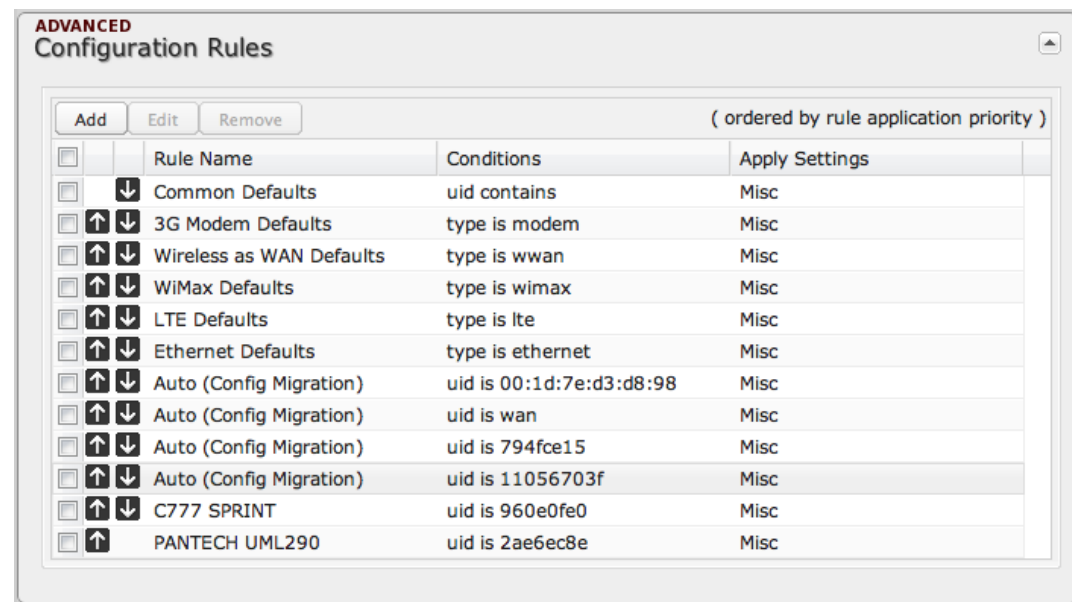 ADVANCED
Configuration Rules
Add Edit Remove ( ordered by rule application priority )
Rule Name Conditions Apply Settings
Common Defaults uid contains Misc
3G Modem Defaults type is modem Misc
Wireless as WAN Defaults type is wwan Misc
WiMax Defaults type is wimax Misc
LTE Defaults type is lte Misc
Ethernet Defaults type is ethernet Misc
Auto (Config Migration) uid is 00:1d:7e:d3:d8:98 Misc
Auto (Config Migration) uid is wan Misc
Auto (Config Migration) uid is 794fce15 Misc
Auto (Config Migration) uid is 11056703f Misc
C777 SPRINT uid is 960e0fe0 Misc
PANTECH UML290 uid is 2ae6ec8e Misc